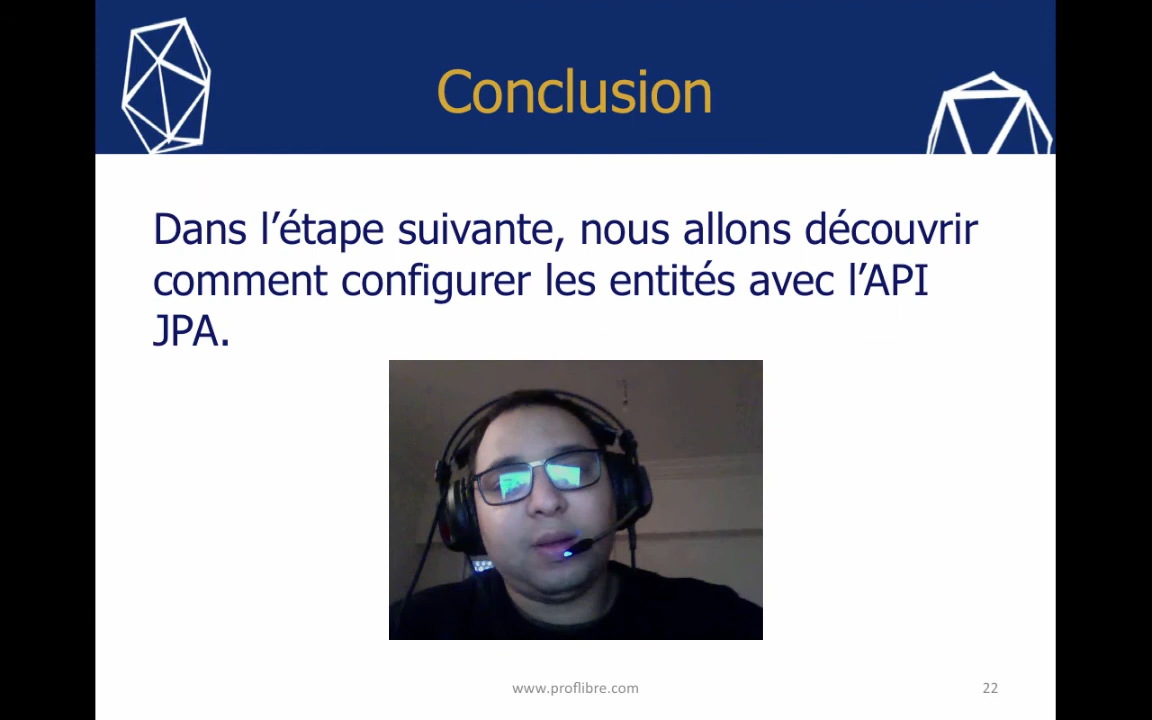 Conclusion
Dans l’étape suivante, nous allons découvrir
comment configurer les entités avec l’API
JPA.
www.proflibre.com
22